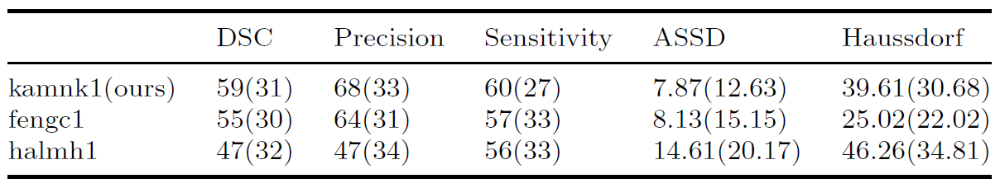 DSC Precision Sensitivity ASSD Haussdorf
kamnk1(ours) 59(31) 68(33) 60(27) 7.87(12.63) 39.61(30.68)
fengc1 55(30) 64(31) 57(33) 8.13(15.15) 25.02(22.02)
halmh1 47(32) 47(34) 56(33) 14.61(20.17) 46.26(34.81)